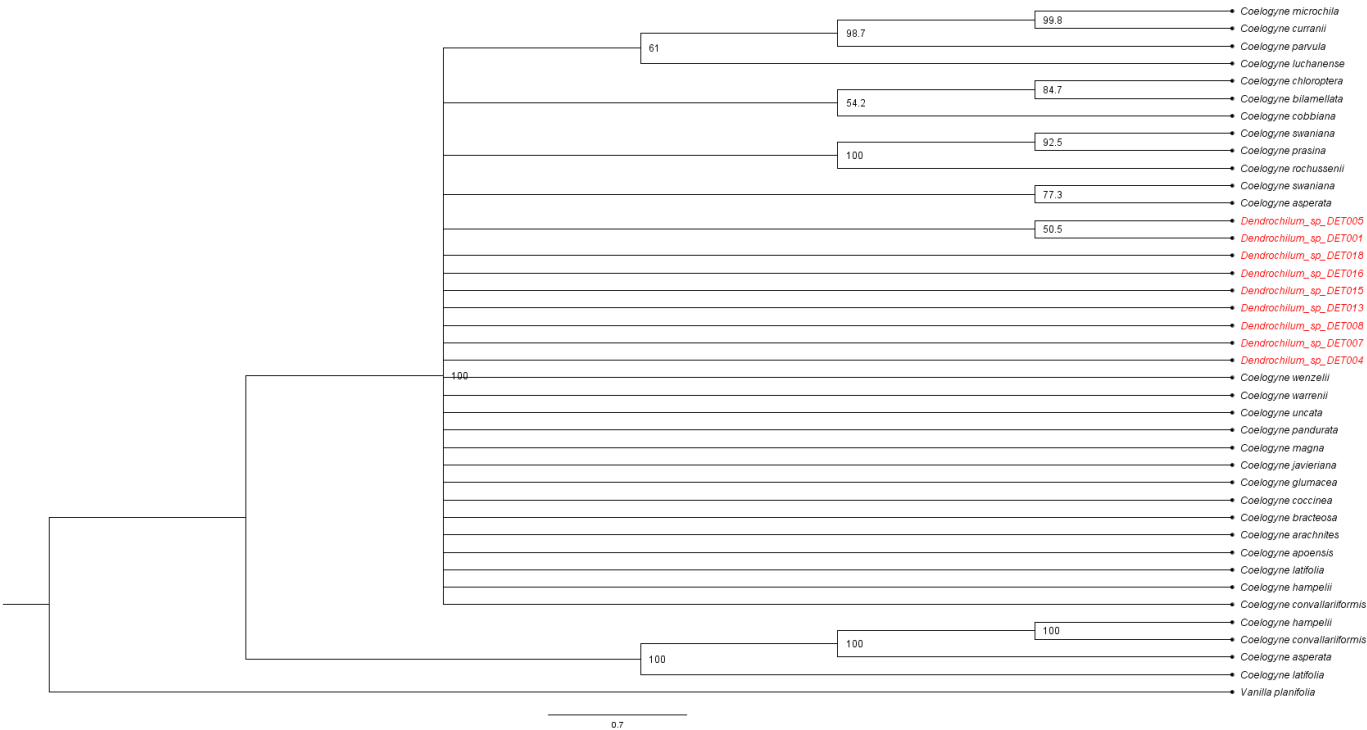 Coelogyne microchila
99.8
Coelogyne curranii
98.7
Coelogyne parvula
61
Coelogyne luchanense
Coelogyne chloroptera
84.7
Coelogyne bilamellata
54.2
Coelogyne cobbiana
Coelogyne swaniana
92.5
Coelogyne prasina
100
Coelogyne rochussenii
Coelogyne swaniana
77.3
Coelogyne asperata
Dendrochilum_sp_DET005
50.5
Dendrochilum_sp_DET001
Dendrochilum_sp_DET018
Dendrochilum_sp_DET016
Dendrochilum_sp_DET015
Dendrochilum_sp_DET013
Dendrochilum_sp_DET008
Dendrochilum_sp_DET007
Dendrochilum_sp_DET004
100
Coelogyne wenzelii
Coelogyne warrenii
Coelogyne uncata
Coelogyne pandurata
Coelogyne magna
Coelogyne javieriana
Coelogyne glumacea
Coelogyne coccinea
Coelogyne bracteosa
Coelogyne arachnites
Coelogyne apoensis
Coelogyne latifolia
Coelogyne hampelii
Coelogyne convallariiformis
Coelogyne hampelii
100
Coelogyne convallariiformis
100
Coelogyne asperata
100
Coelogyne latifolia
Vanilla planifolia
0.7